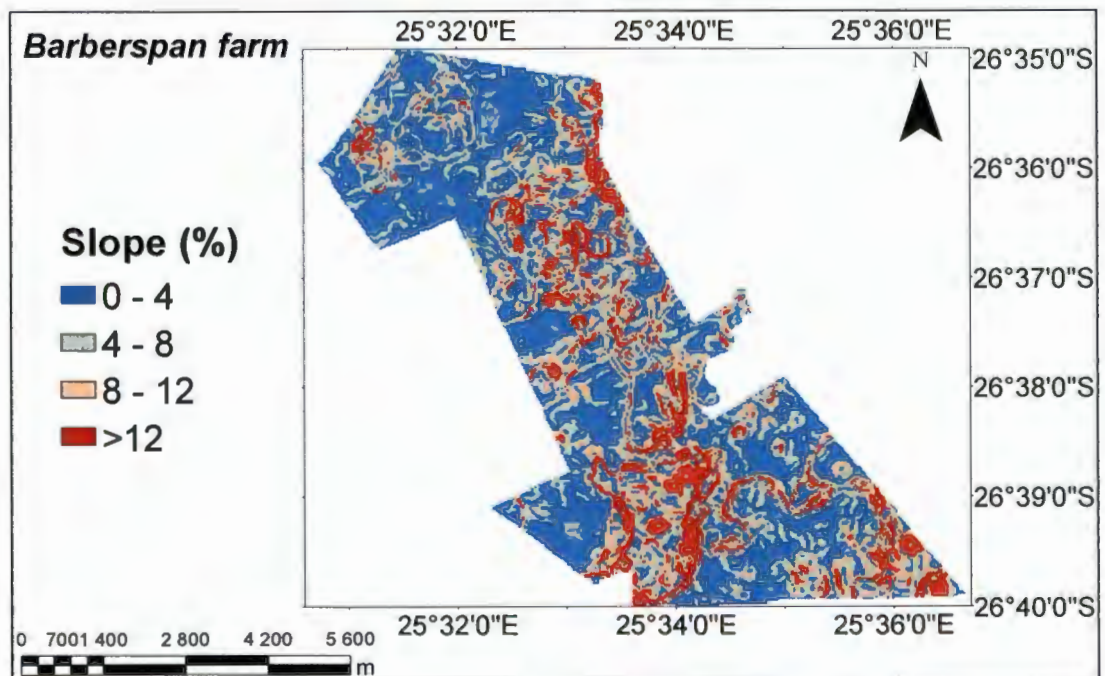 25°32'0"E 25°34'0"E 25°36'0"E
Barberspan farm
N
26°35'0"S
26°36'0"S
26°37'0"S
26°38'0"S
26°39'0"S
26°40'0"S
Slope (%)
0 - 4
4 - 8
8 - 12
>12
25°32'0"E 25°34'0"E 25°36'0"E
0 7001 400 2 800 4 200 5 600
m